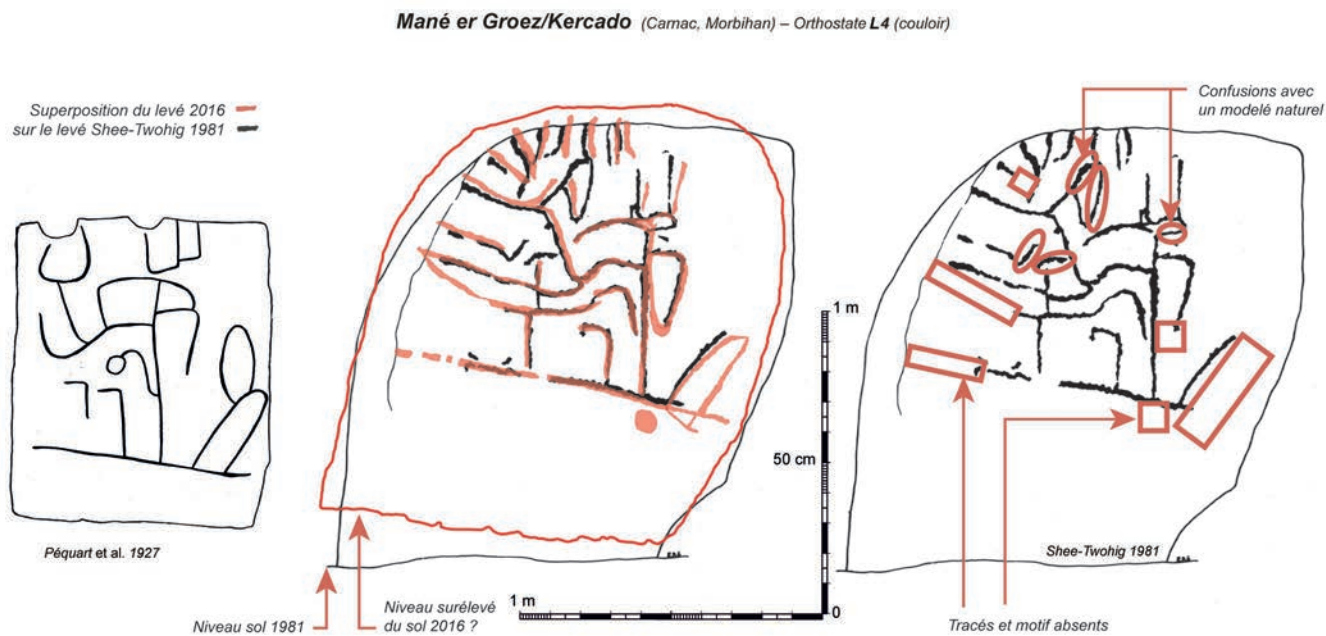 Mané er Groez/Kercado (Carnac, Morbihan) – Orthostate L4 (couloir)
Superposition du levé 2016
sur le levé Shee-Twohig 1981
Confusions avec
un modelé naturel
1 m
50 cm
0
1 m
Péquart et al. 1927
Shee-Twohig 1981
Niveau sol 1981
Niveau surélevé
du sol 2016 ?
Tracés et motif absents